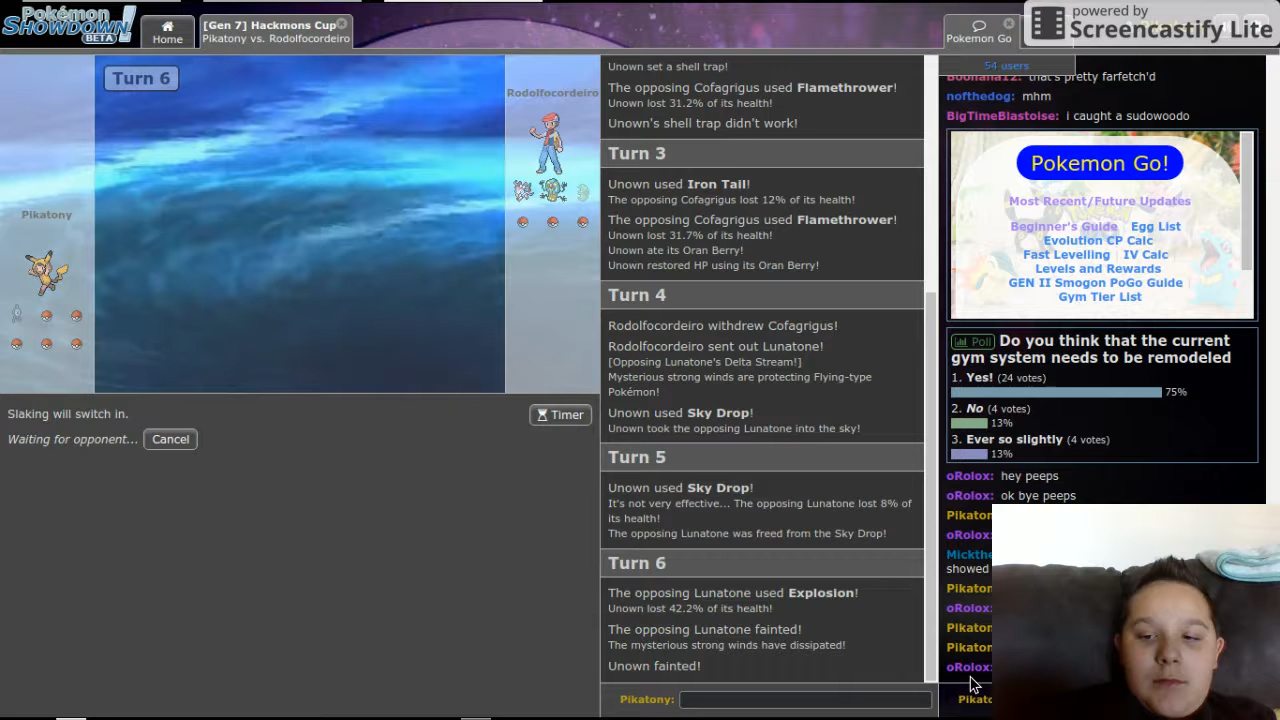 Pokémon
SHOWDOWN!
BETA
Home
[Gen 7] Hackmons Cup
Pikatony vs. Rodolfocordeiro
Pokemon Go
powered by
Screencastify Lite
Turn 6
Rodolfocordeiro
Pikatony
Slaking will switch in.
Waiting for opponent...
Cancel
Timer
Unown set a shell trap!
The opposing Cofagrigus used Flamethrower!
Unown lost 31.2% of its health!
Unown's shell trap didn't work!
Turn 3
Unown used Iron Tail!
The opposing Cofagrigus lost 12% of its health!
The opposing Cofagrigus used Flamethrower!
Unown lost 31.7% of its health!
Unown ate its Oran Berry!
Unown restored HP using its Oran Berry!
Turn 4
Rodolfocordeiro withdrew Cofagrigus!
Rodolfocordeiro sent out Lunatone!
[Opposing Lunatone's Delta Stream!]
Mysterious strong winds are protecting Flying-type
Pokémon!
Unown used Sky Drop!
Unown took the opposing Lunatone into the sky!
Turn 5
Unown used Sky Drop!
It's not very effective... The opposing Lunatone lost 8% of
its health!
The opposing Lunatone was freed from the Sky Drop!
Turn 6
The opposing Lunatone used Explosion!
Unown lost 42.2% of its health!
The opposing Lunatone fainted!
The mysterious strong winds have dissipated!
Unown fainted!
Pikatony:
54 users
that's pretty farfetch'd
nofthedog: mhm
BigTimeBlastoise: i caught a sudowoodo
Pokemon Go!
Most Recent/Future Updates
Beginner's Guide Egg List
Evolution CP Calc
Fast Levelling IV Calc
Levels and Rewards
GEN II Smogon PoGo Guide
Gym Tier List
Poll Do you think that the current
gym system needs to be remodeled
1. Yes! (24 votes)
75%
2. No (4 votes)
13%
3. Ever so slightly (4 votes)
13%
oRolox: hey peeps
oRolox: ok bye peeps
Pikaton
oRolox:
Mickthe
showed
Pikaton
oRolox:
Pikaton
Pikaton
oRolox:
Pikato